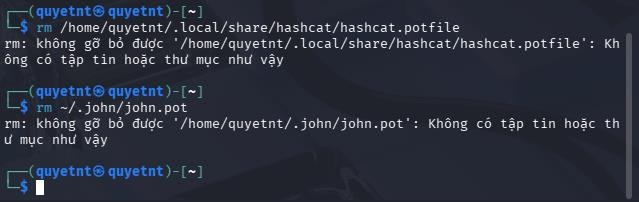 ┌──(quyetnt㉿quyetnt)-[~]
└─$ rm /home/quyetnt/.local/share/hashcat/hashcat.potfile
rm: không gỡ bỏ được '/home/quyetnt/.local/share/hashcat/hashcat.potfile': Kh
ông có tập tin hoặc thư mục như vậy
┌──(quyetnt㉿quyetnt)-[~]
└─$ rm ~/.john/john.pot
rm: không gỡ bỏ được '/home/quyetnt/.john/john.pot': Không có tập tin hoặc th
ư mục như vậy
┌──(quyetnt㉿quyetnt)-[~]
└─$